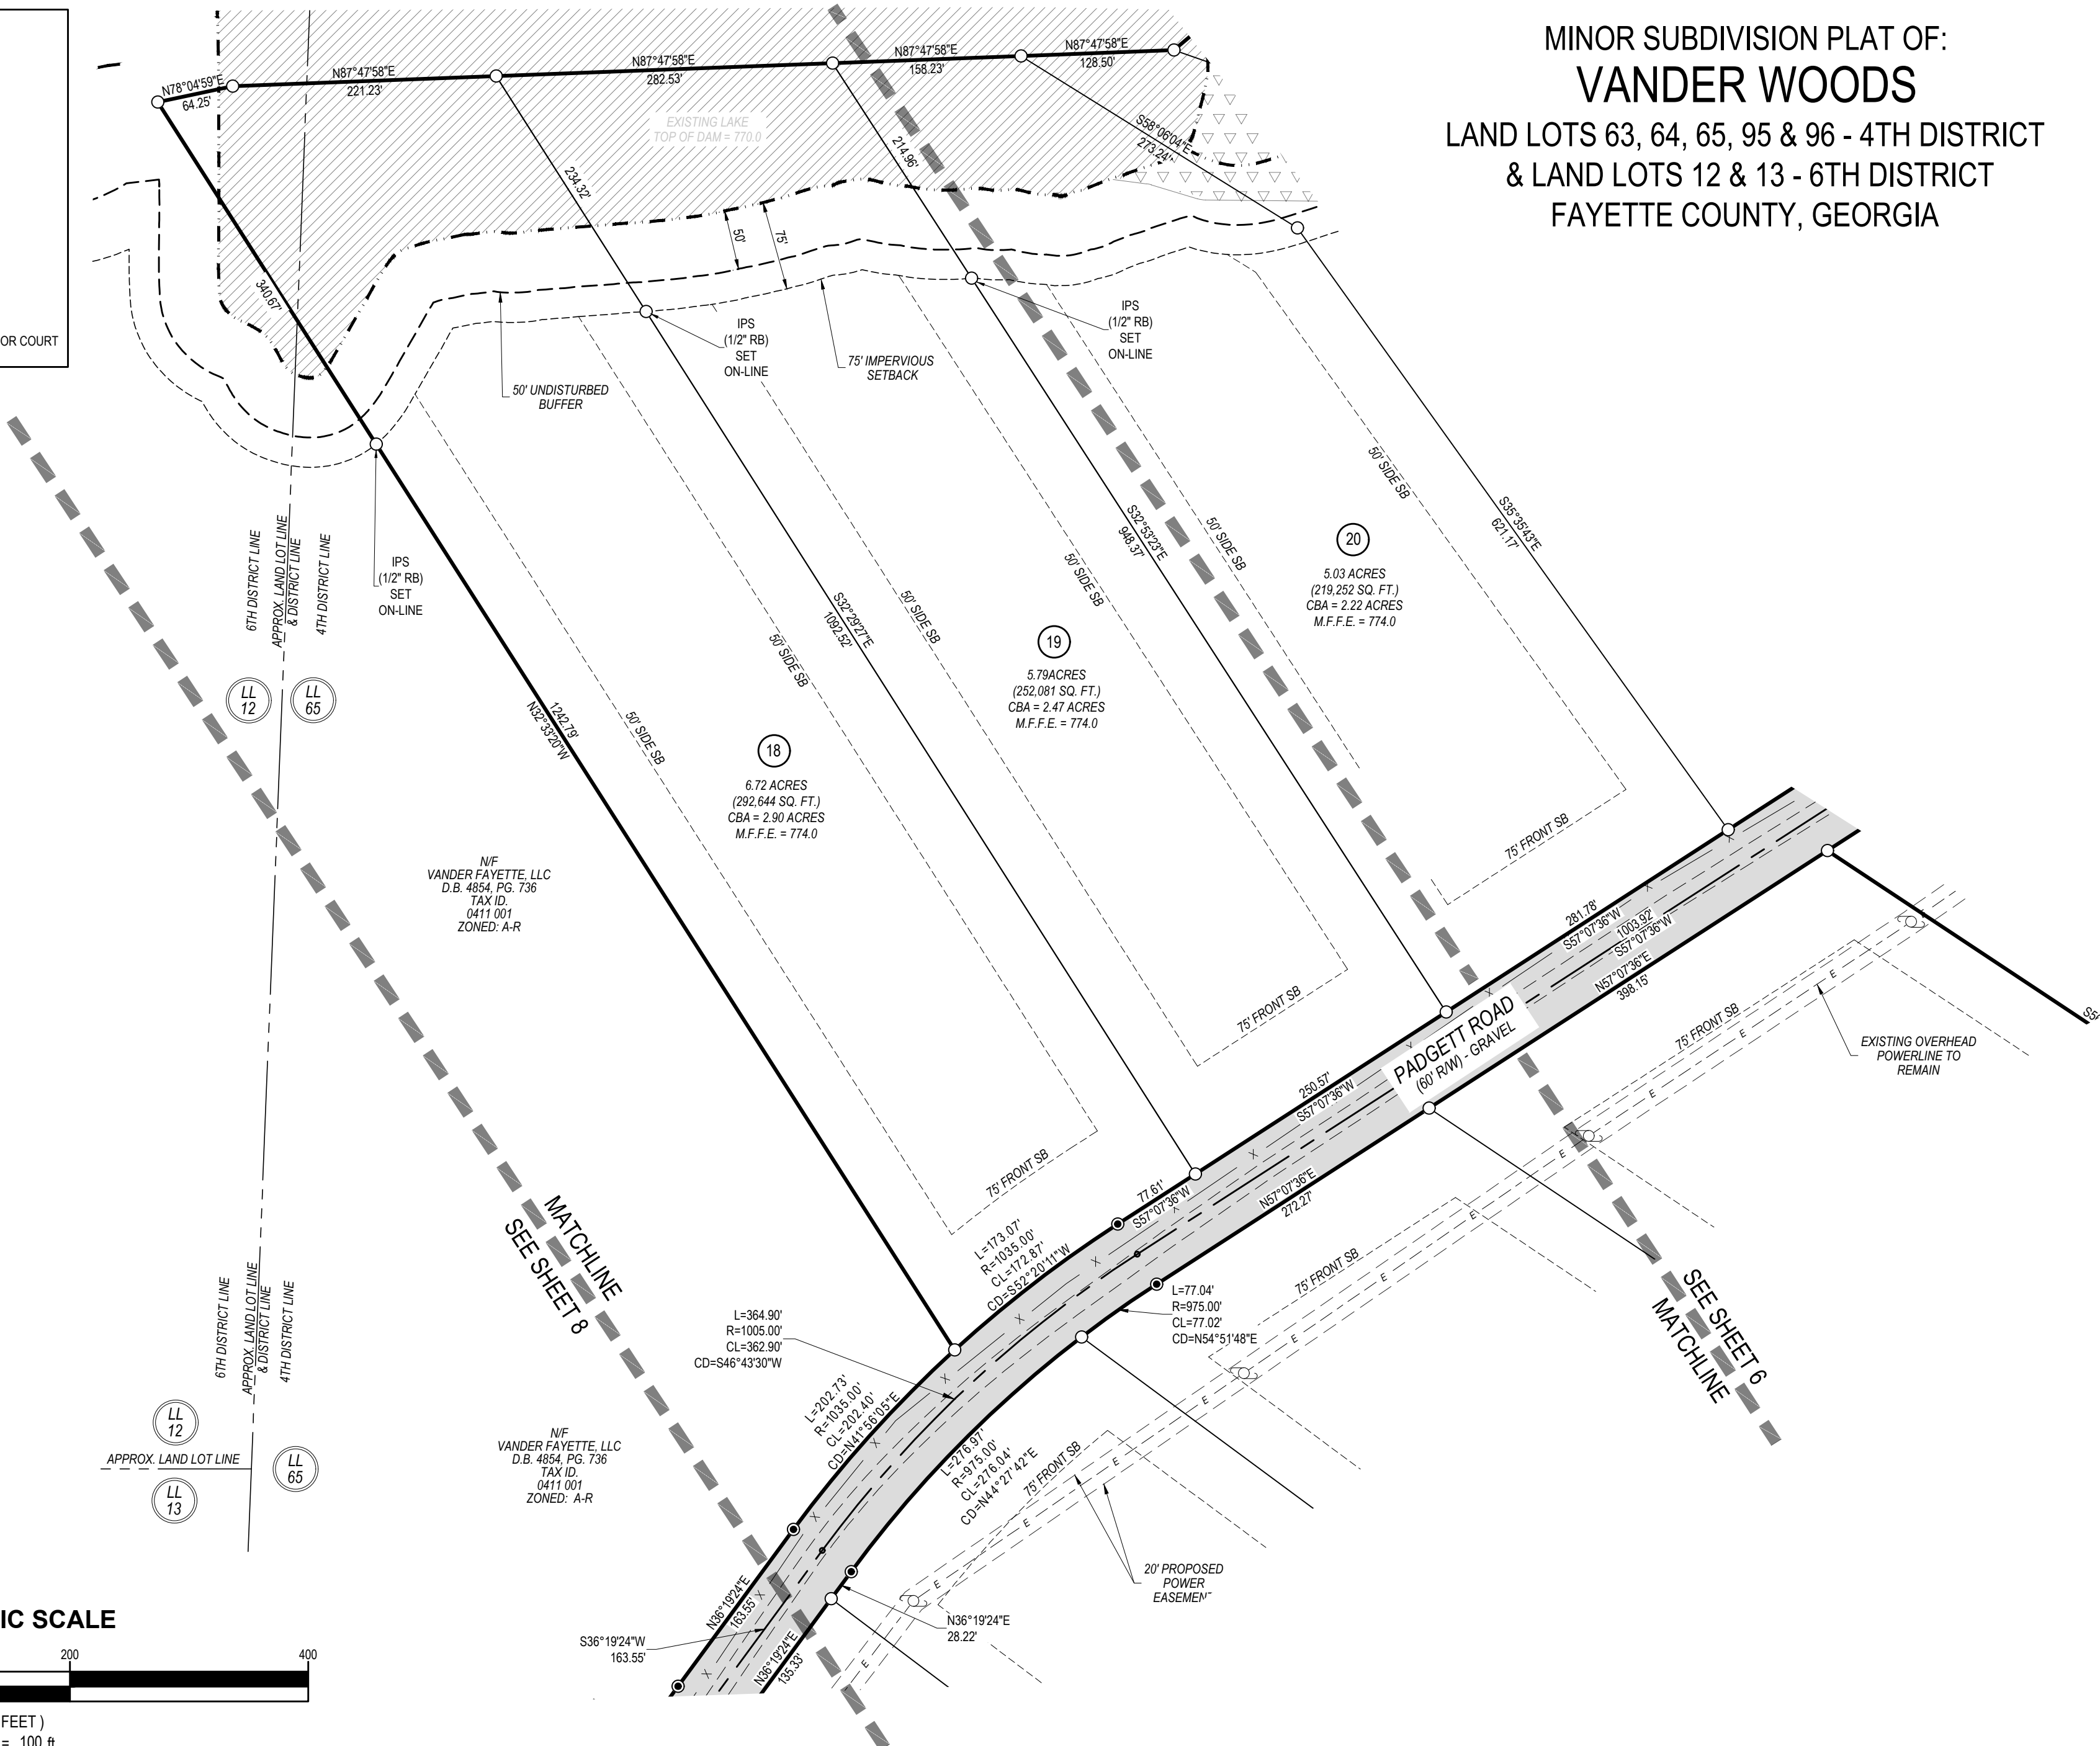 MINOR SUBDIVISION PLAT OF:
VANDER WOODS
LAND LOTS 63, 64, 65, 95 & 96 - 4TH DISTRICT
& LAND LOTS 12 & 13 - 6TH DISTRICT
FAYETTE COUNTY, GEORGIA
OR COURT
N78°04'59"E
64.25'
N87°47'58"E
221.23'
N87°47'58"E
282.53'
N87°47'58"E
158.23'
N87°47'58"E
128.50'
EXISTING LAKE
TOP OF DAM = 770.0
S58°06'04"E
273.24'
214.96'
234.32'
340.67'
50'
75'
IPS
(1/2" RB)
SET
ON-LINE
IPS
(1/2" RB)
SET
ON-LINE
75' IMPERVIOUS
SETBACK
50' UNDISTURBED
BUFFER
IPS
(1/2" RB)
SET
ON-LINE
6TH DISTRICT LINE
APPROX. LAND LOT LINE
& DISTRICT LINE
4TH DISTRICT LINE
LL
12
LL
65
1242.79'
N32°33'20"W
50' SIDE SB
50' SIDE SB
S32°29'27"E
1092.52'
50' SIDE SB
50' SIDE SB
S32°53'23"E
948.37'
50' SIDE SB
50' SIDE SB
S35°35'43"E
621.17'
18
6.72 ACRES
(292,644 SQ. FT.)
CBA = 2.90 ACRES
M.F.F.E. = 774.0
19
5.79ACRES
(252,081 SQ. FT.)
CBA = 2.47 ACRES
M.F.F.E. = 774.0
20
5.03 ACRES
(219,252 SQ. FT.)
CBA = 2.22 ACRES
M.F.F.E. = 774.0
N/F
VANDER FAYETTE, LLC
D.B. 4854, PG. 736
TAX ID.
0411 001
ZONED: A-R
75' FRONT SB
75' FRONT SB
75' FRONT SB
281.78'
S57°07'36"W
1003.92'
S57°07'36"W
N57°07'36"E
398.15'
PADGETT ROAD
(60' R/W) - GRAVEL
250.57'
S57°07'36"W
77.61'
S57°07'36"W
N57°07'36"E
272.27'
75' FRONT SB
EXISTING OVERHEAD
POWERLINE TO
REMAIN
75' FRONT SB
MATCHLINE
SEE SHEET 8
SEE SHEET 6
MATCHLINE
L=173.07'
R=1035.00'
CL=172.87'
CD=S52°20'11"W
L=77.04'
R=975.00'
CL=77.02'
CD=N54°51'48"E
L=364.90'
R=1005.00'
CL=362.90'
CD=S46°43'30"W
L=202.73'
R=1035.00'
CL=202.40'
CD=N41°56'05"E
L=276.97'
R=975.00'
CL=276.04'
CD=N44°27'42"E
75' FRONT SB
6TH DISTRICT LINE
APPROX. LAND LOT LINE
& DISTRICT LINE
4TH DISTRICT LINE
LL
12
APPROX. LAND LOT LINE
LL
13
LL
65
N/F
VANDER FAYETTE, LLC
D.B. 4854, PG. 736
TAX ID.
0411 001
ZONED: A-R
20' PROPOSED
POWER
EASEMEN
N36°19'24"E
28.22'
N36°19'24"E
163.55'
S36°19'24"W
163.55'
N36°19'24"E
135.33'
IC SCALE
200
400
FEET )
= 100 ft